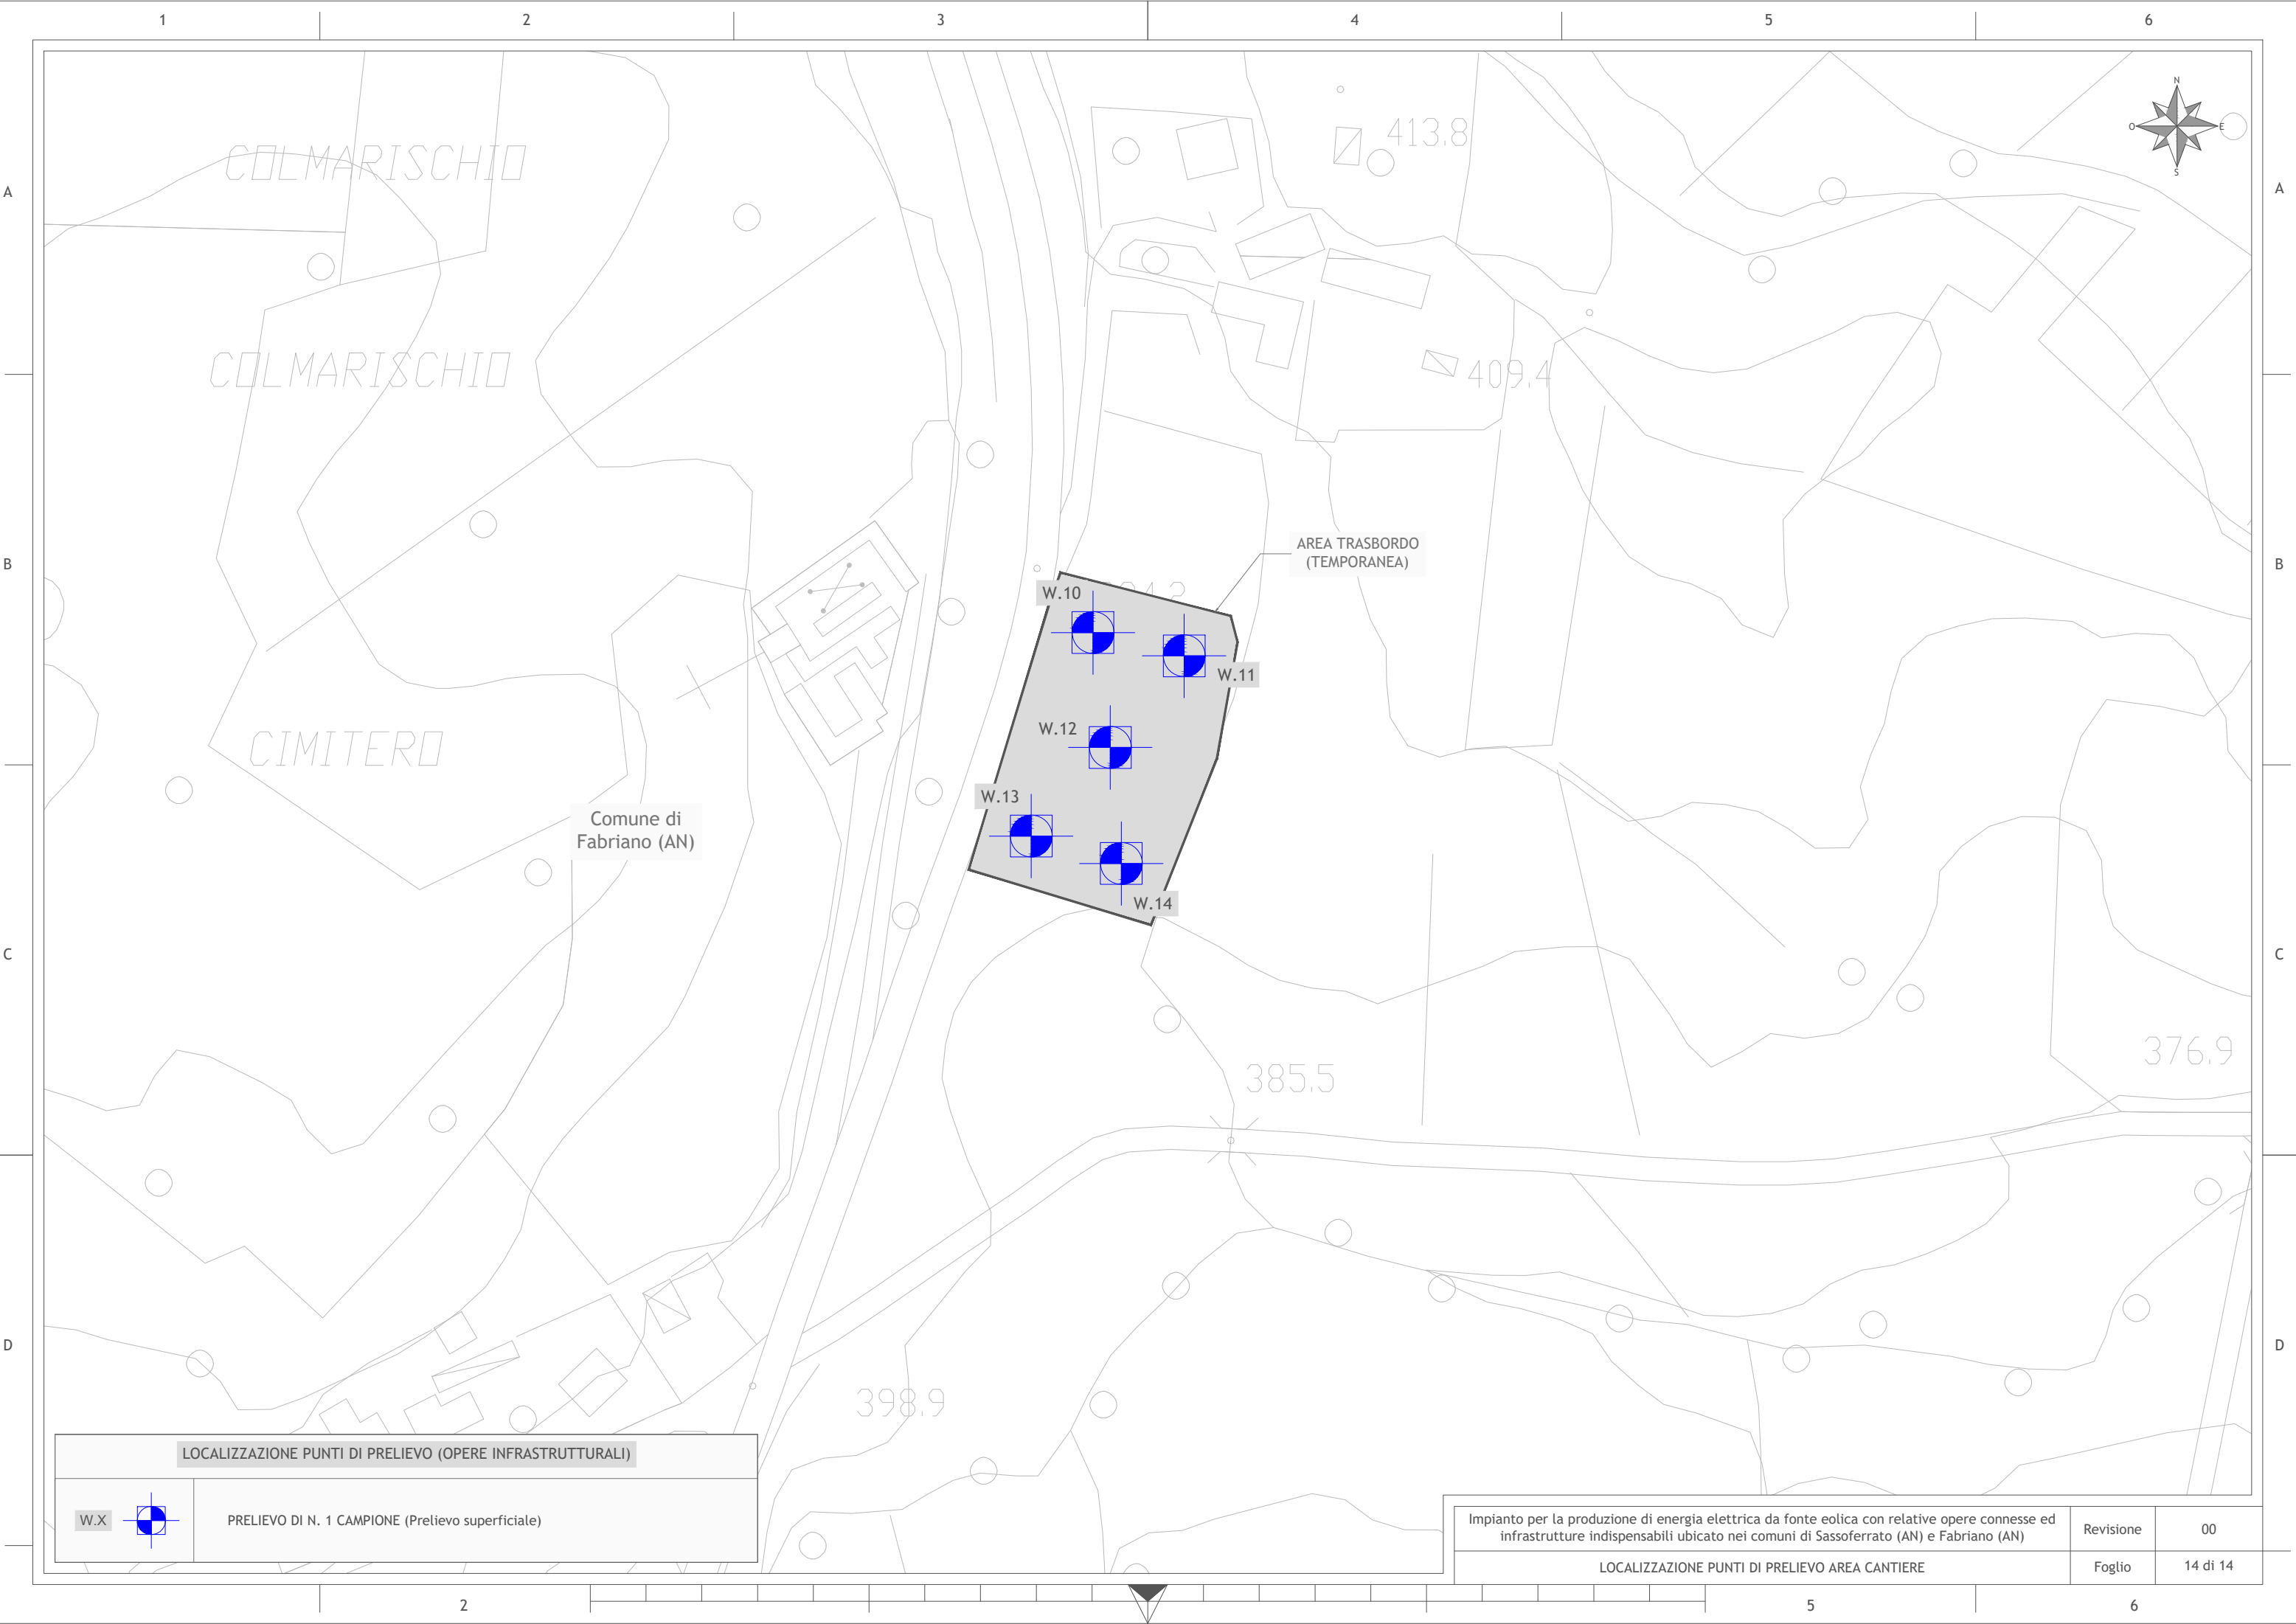 1 2 3 4 5 6
N
O E
S
413.8
COLMARISCHIO
A A
COLMARISCHIO
409.4
AREA TRASBORDO
(TEMPORANEA)
B B
W.10
W.11
W.12
CIMITERO
W.13
Comune di
Fabriano (AN)
W.14
C C
376.9
385.5
D D
398.9
LOCALIZZAZIONE PUNTI DI PRELIEVO (OPERE INFRASTRUTTURALI)
W.X PRELIEVO DI N. 1 CAMPIONE (Prelievo superficiale)
Impianto per la produzione di energia elettrica da fonte eolica con relative opere connesse ed
infrastrutture indispensabili ubicato nei comuni di Sassoferrato (AN) e Fabriano (AN)
Revisione 00
LOCALIZZAZIONE PUNTI DI PRELIEVO AREA CANTIERE
Foglio 14 di 14
2 5 6